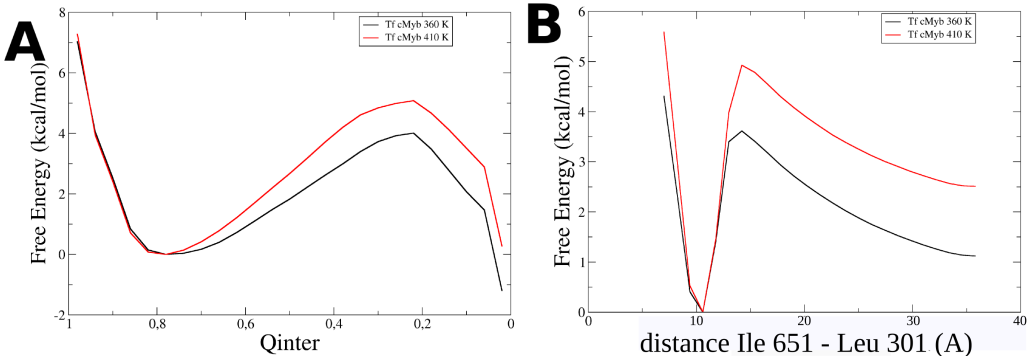 A
Free Energy (kcal/mol)
8
6
4
2
0
-2
Tf cMyb 360 K
Tf cMyb 410 K
1
0,8
0,6
0,4
0,2
0
Qinter
B
Free Energy (kcal/mol)
6
5
4
3
2
1
0
Tf cMyb 360 K
Tf cMyb 410 K
0
10
20
30
40
distance Ile 651 - Leu 301 (A)